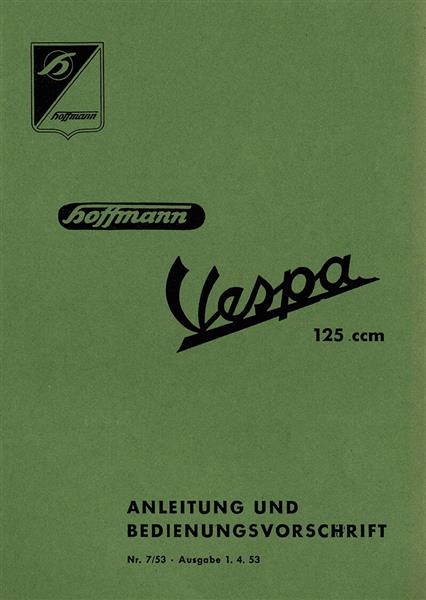 hoffmann
hoffmann
Vespa
125 ccm
ANLEITUNG UND
BEDIENUNGSVORSCHRIFT
Nr. 7/53 · Ausgabe 1. 4. 53